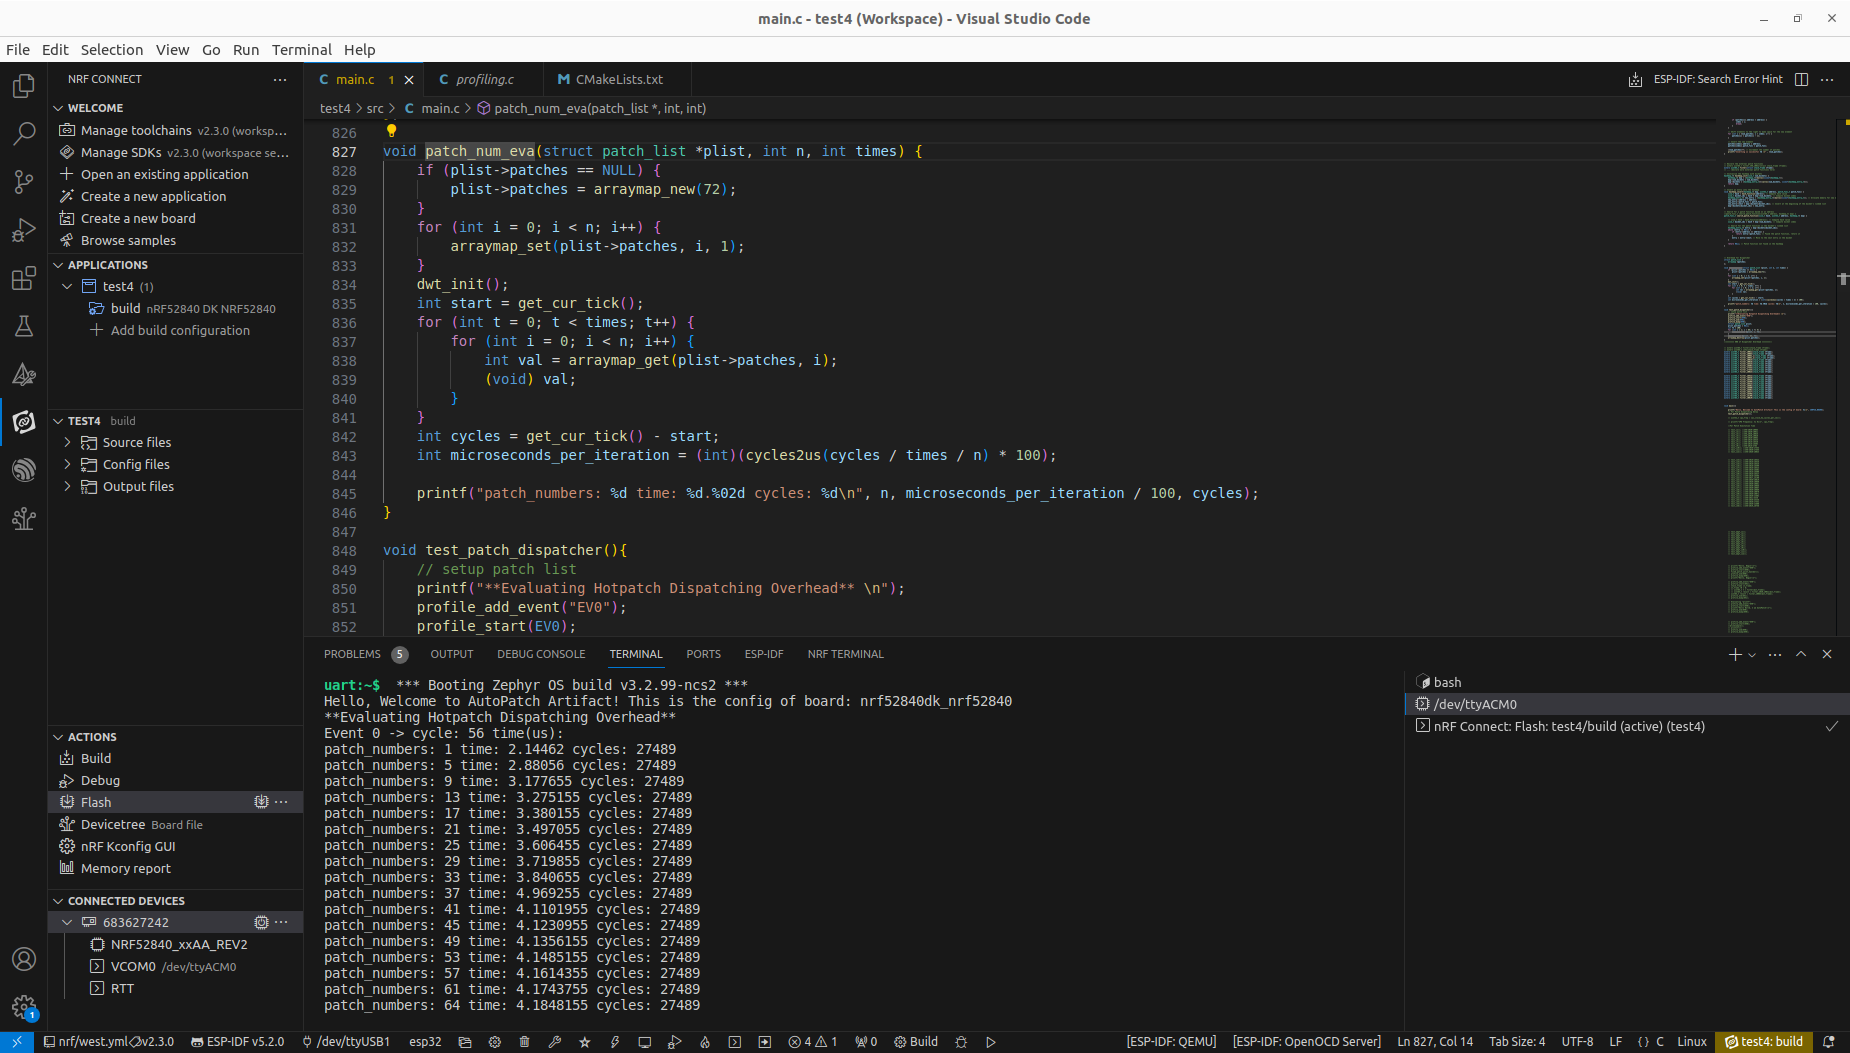 main.c - test4 (Workspace) - Visual Studio Code
File Edit Selection View Go Run Terminal Help
NRF CONNECT
main.c 1
profiling.c
CMakeLists.txt
ESP-IDF: Search Error Hint
test4 > src > C main.c > patch_num_eva(patch_list *, int, int)
WELCOME
Manage toolchains v2.3.0 (worksp...
Manage SDKs v2.3.0 (workspace se...
Open an existing application
Create a new application
Create a new board
Browse samples
APPLICATIONS
test4 (1)
build nRF52840 DK NRF52840
Add build configuration
TEST4 build
Source files
Config files
Output files
ACTIONS
Build
Debug
Flash
Devicetree Board file
nRF Kconfig GUI
Memory report
CONNECTED DEVICES
683627242
NRF52840_xxAA_REV2
VCOM0 /dev/ttyACM0
RTT
826
827 void patch_num_eva(struct patch_list *plist, int n, int times) {
828 if (plist->patches == NULL) {
829 plist->patches = arraymap_new(72);
830 }
831 for (int i = 0; i < n; i++) {
832 arraymap_set(plist->patches, i, 1);
833 }
834 dwt_init();
835 int start = get_cur_tick();
836 for (int t = 0; t < times; t++) {
837 for (int i = 0; i < n; i++) {
838 int val = arraymap_get(plist->patches, i);
839 (void) val;
840 }
841 }
842 int cycles = get_cur_tick() - start;
843 int microseconds_per_iteration = (int)(cycles2us(cycles / times / n) * 100);
844
845 printf("patch_numbers: %d time: %d.%02d cycles: %d\n", n, microseconds_per_iteration / 100, cycles);
846 }
847
848 void test_patch_dispatcher(){
849 // setup patch list
850 printf("**Evaluating Hotpatch Dispatching Overhead** \n");
851 profile_add_event("EV0");
852 profile_start(EV0);
PROBLEMS 5 OUTPUT DEBUG CONSOLE TERMINAL PORTS ESP-IDF NRF TERMINAL
uart:~$ *** Booting Zephyr OS build v3.2.99-ncs2 ***
Hello, Welcome to AutoPatch Artifact! This is the config of board: nrf52840dk_nrf52840
**Evaluating Hotpatch Dispatching Overhead**
Event 0 -> cycle: 56 time(us):
patch_numbers: 1 time: 2.14462 cycles: 27489
patch_numbers: 5 time: 2.88056 cycles: 27489
patch_numbers: 9 time: 3.177655 cycles: 27489
patch_numbers: 13 time: 3.275155 cycles: 27489
patch_numbers: 17 time: 3.380155 cycles: 27489
patch_numbers: 21 time: 3.497055 cycles: 27489
patch_numbers: 25 time: 3.606455 cycles: 27489
patch_numbers: 29 time: 3.719855 cycles: 27489
patch_numbers: 33 time: 3.840655 cycles: 27489
patch_numbers: 37 time: 4.969255 cycles: 27489
patch_numbers: 41 time: 4.1101955 cycles: 27489
patch_numbers: 45 time: 4.1230955 cycles: 27489
patch_numbers: 49 time: 4.1356155 cycles: 27489
patch_numbers: 53 time: 4.1485155 cycles: 27489
patch_numbers: 57 time: 4.1614355 cycles: 27489
patch_numbers: 61 time: 4.1743755 cycles: 27489
patch_numbers: 64 time: 4.1848155 cycles: 27489
bash
/dev/ttyACM0
nRF Connect: Flash: test4/build (active) (test4)
1
nrf/west.yml v2.3.0 ESP-IDF v5.2.0 /dev/ttyUSB1 esp32 4 1 0 Build [ESP-IDF: QEMU] [ESP-IDF: OpenOCD Server] Ln 827, Col 14 Tab Size: 4 UTF-8 LF {} C Linux test4: build